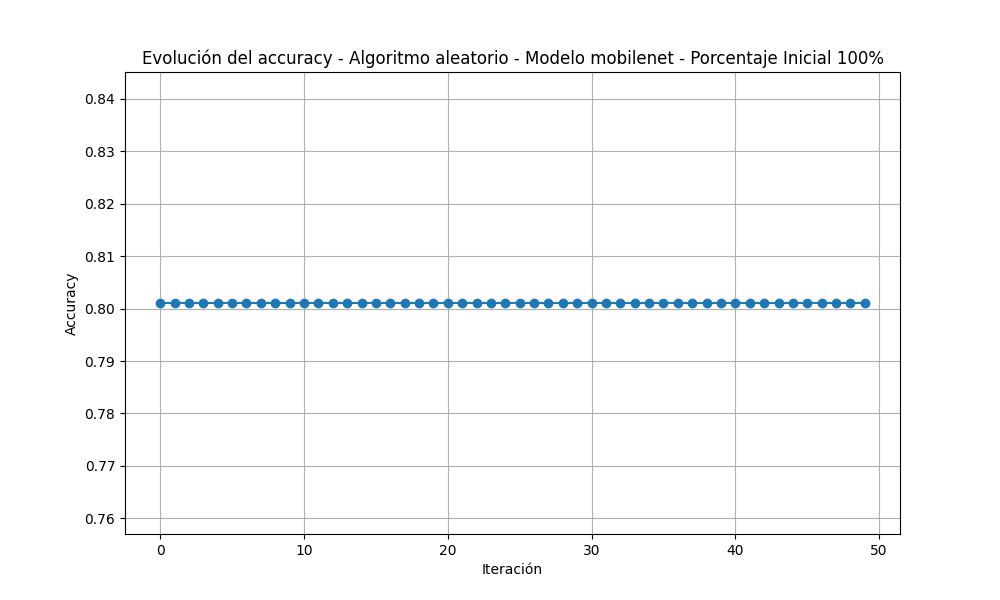 Evolución del accuracy - Algoritmo aleatorio - Modelo mobilenet - Porcentaje Inicial 100%
0.84
0.83
0.82
0.81
0.80
0.79
0.78
0.77
0.76
Accuracy
0 10 20 30 40 50
Iteración